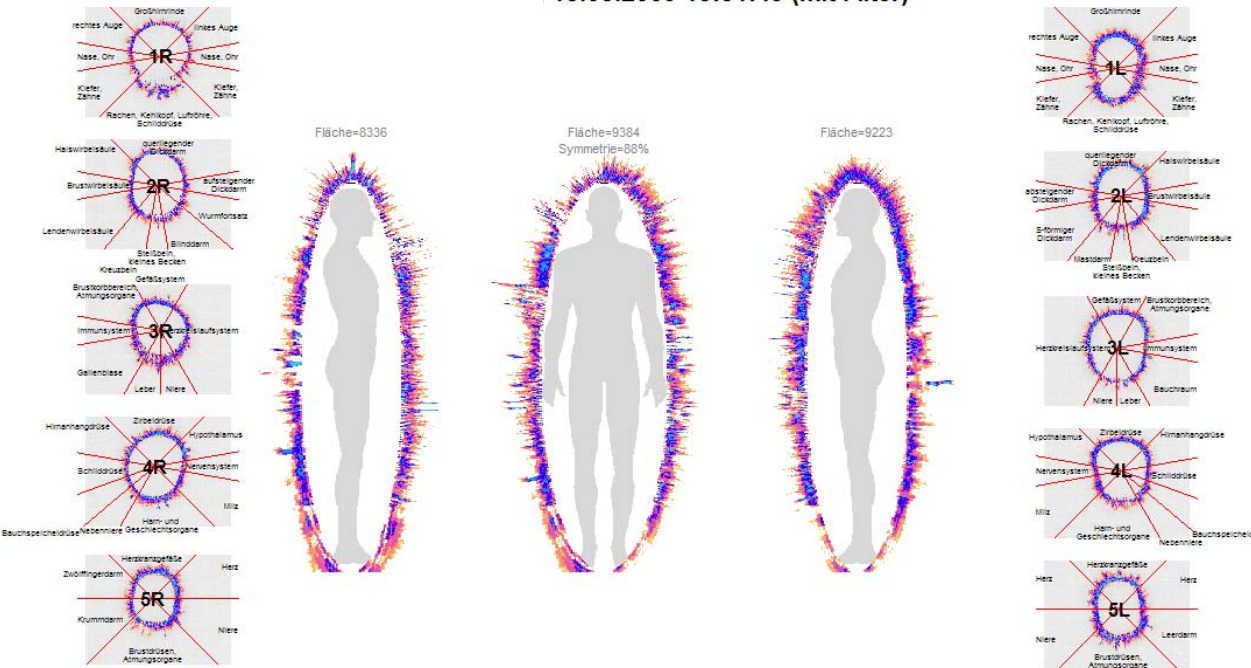 Großhirnrinde
rechtes Auge
linkes Auge
1R
Nase, Ohr
Nase, Ohr
Kiefer,
Zähne
Kiefer,
Zähne
Rachen, Kehlkopf, Luftröhre,
Schilddrüse
querliegender
Dickdarm
Halswirbelsäule
Brustwirbelsäule
2R
aufsteigender
Dickdarm
Wurmfortsatz
Lendenwirbelsäule
Blinddarm
Steißbein,
kleines Becken
Kreuzbein
Gefäßsystem
Brustkorbbereich,
Atmungsorgane
Immunsystem
3R
Herzkreislaufsystem
Gallenblase
Leber
Niere
Zirbeldrüse
Hirnanhangdrüse
Hypothalamus
Schilddrüse
4R
Nervensystem
Milz
Harn- und
Geschlechtsorgane
Bauchspeicheldrüse
Nebenniere
Herzkranzgefäße
Zwölffingerdarm
Herz
5R
Krummdarm
Niere
Brustdrüsen,
Atmungsorgane
Fläche=8336
Fläche=9384
Symmetrie=88%
Fläche=9223
Großhirnrinde
rechtes Auge
linkes Auge
1L
Nase, Ohr
Nase, Ohr
Kiefer,
Zähne
Kiefer,
Zähne
Rachen, Kehlkopf, Luftröhre,
Schilddrüse
querliegender
Dickdarm
Halswirbelsäule
absteigender
Dickdarm
2L
Brustwirbelsäule
S-förmiger
Dickdarm
Lendenwirbelsäule
Mastdarm
Kreuzbein
Steißbein,
kleines Becken
Gefäßsystem
Brustkorbbereich,
Atmungsorgane
Herzkreislaufsystem
3L
Immunsystem
Bauchraum
Niere
Leber
Zirbeldrüse
Hypothalamus
Hirnanhangdrüse
Nervensystem
4L
Schilddrüse
Milz
Harn- und
Geschlechtsorgane
Nebenniere
Herzkranzgefäße
Herz
Herz
5L
Niere
Leerdarm
Brustdrüsen,
Atmungsorgane